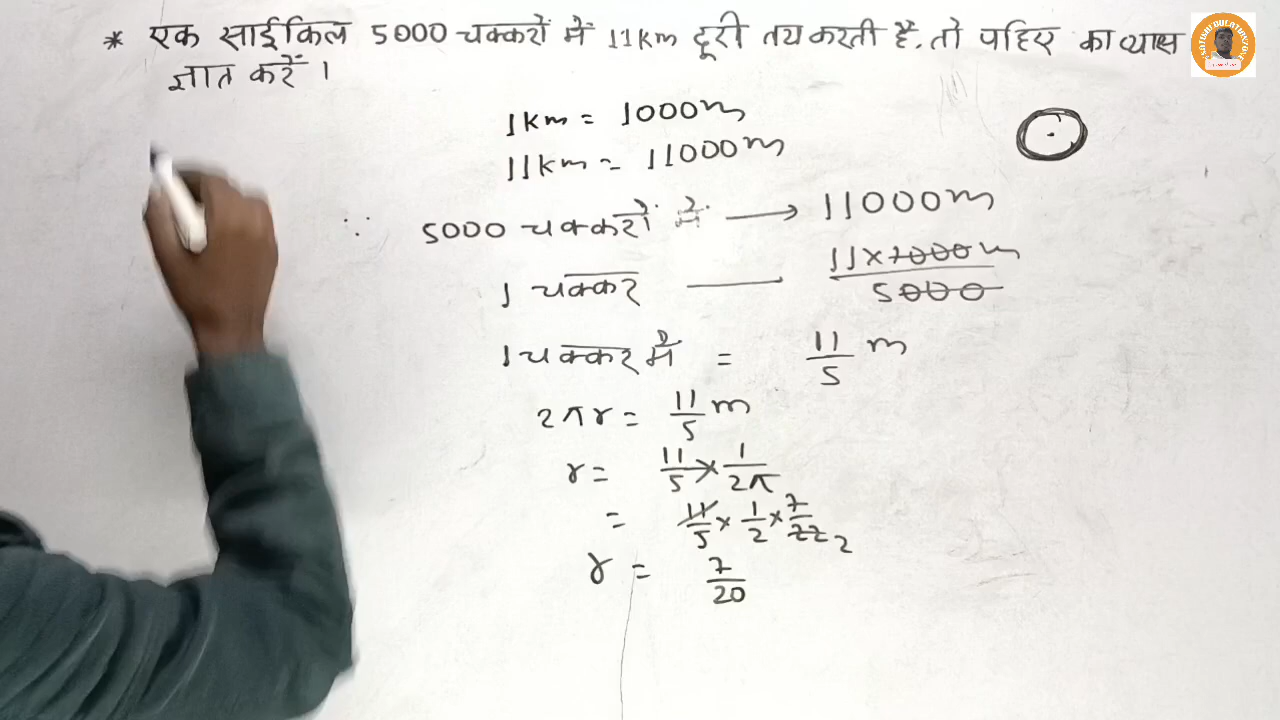 * एक साईकिल 5000 चक्करों में 11km दूरी तय करती है. तो पहिए का व्यास
ज्ञात करें ।
1km = 1000m
11km = 11000m
∵ 5000 चक्करों में → 11000m
1 चक्कर — 11×1000m/5000
1 चक्कर में = 11/5 m
2πr = 11/5 m
r = 11/5 × 1/2π
= 11/5 × 1/2 × 7/22 2
r = 7/20